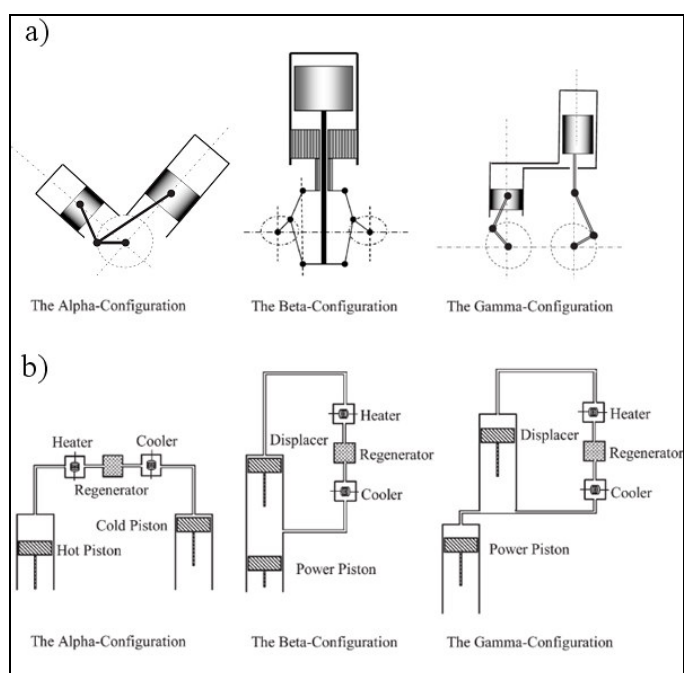 a)
The Alpha-Configuration
The Beta-Configuration
The Gamma-Configuration
b)
Heater
Cooler
Regenerator
Hot Piston
Cold Piston
The Alpha-Configuration
Heater
Displacer
Regenerator
Cooler
Power Piston
The Beta-Configuration
Heater
Displacer
Regenerator
Cooler
Power Piston
The Gamma-Configuration